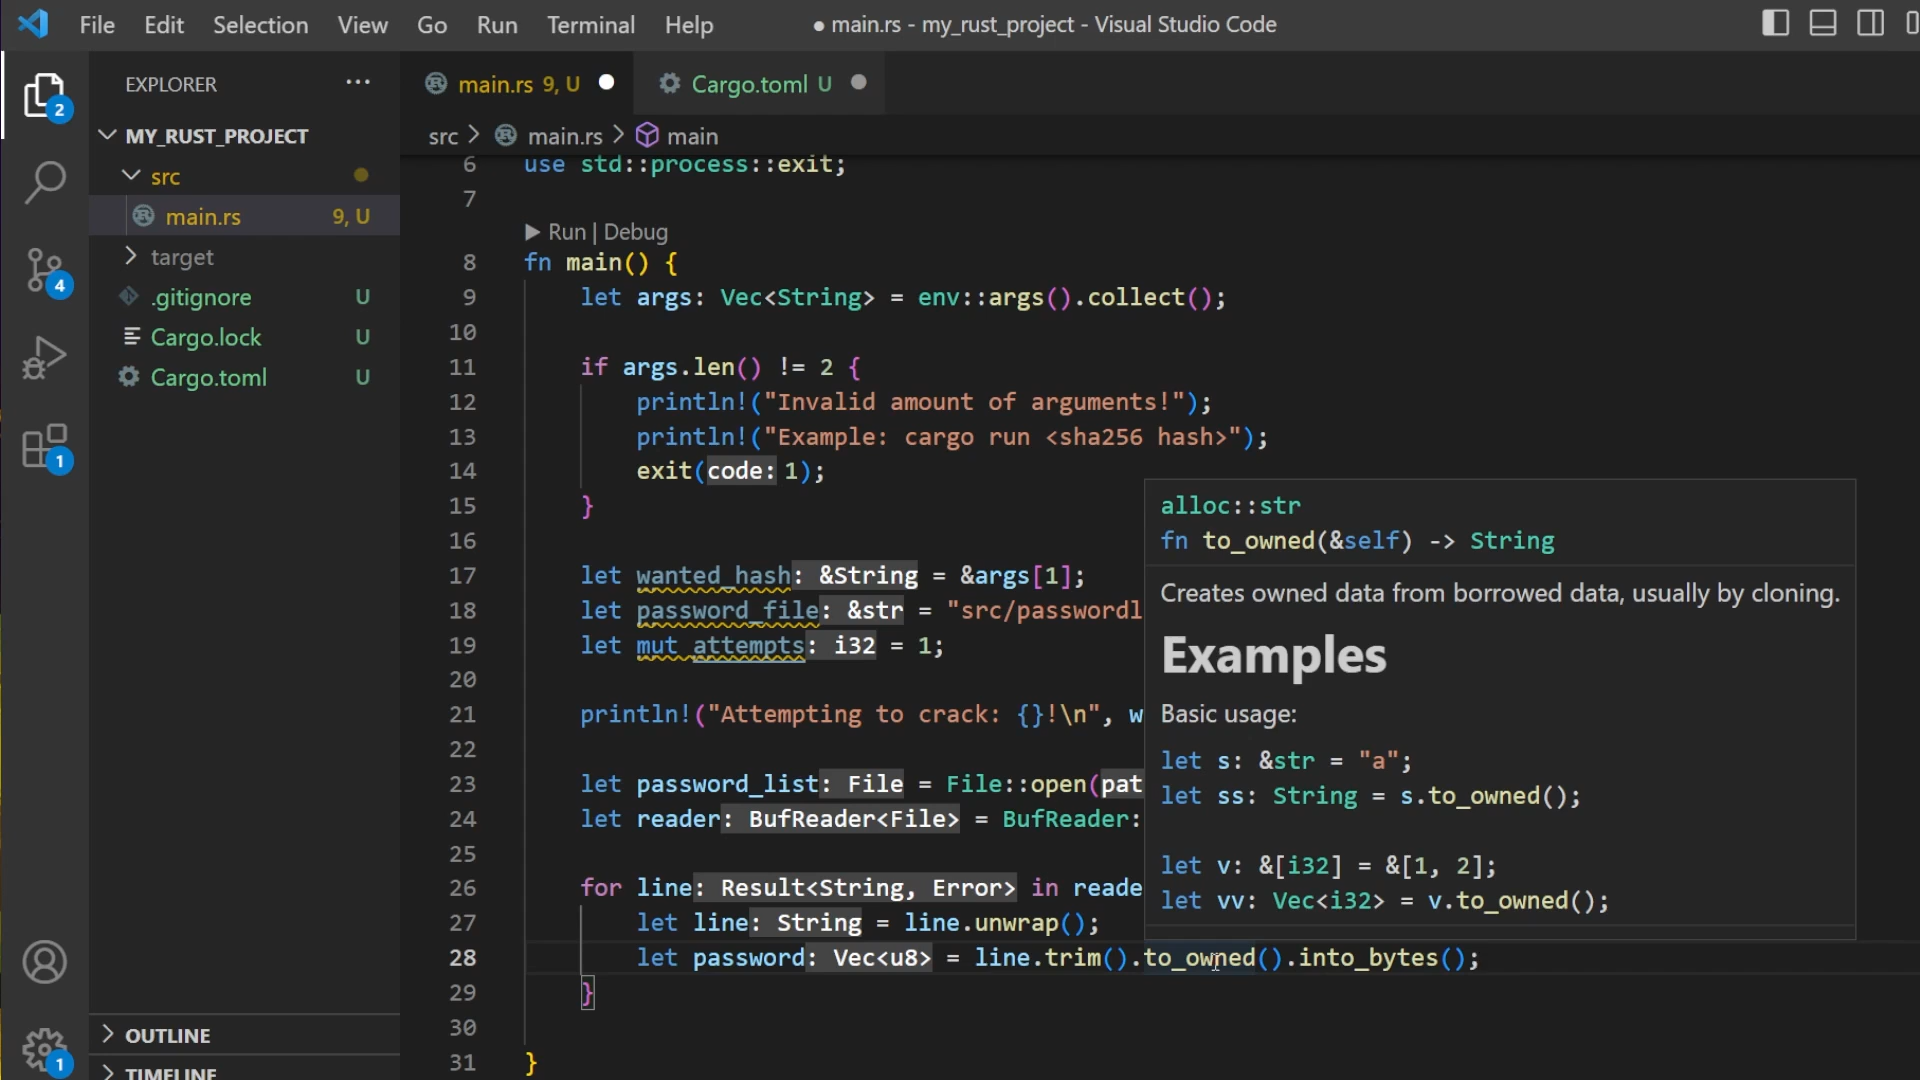 File Edit Selection View Go Run Terminal Help ● main.rs - my_rust_project - Visual Studio Code
EXPLORER ···
main.rs 9, U
Cargo.toml U
MY_RUST_PROJECT
src > main.rs > main
src
main.rs 9, U
target
.gitignore U
Cargo.lock U
Cargo.toml U
2
4
1
1
OUTLINE
TIMELINE
6 use std::process::exit;
7
▶ Run | Debug
8 fn main() {
9 let args: Vec<String> = env::args().collect();
10
11 if args.len() != 2 {
12 println!("Invalid amount of arguments!");
13 println!("Example: cargo run <sha256 hash>");
14 exit(code: 1);
15 }
16
17 let wanted_hash: &String = &args[1];
18 let password_file: &str = "src/passwordl
19 let mut attempts: i32 = 1;
20
21 println!("Attempting to crack: {}!\n", w
22
23 let password_list: File = File::open(pat
24 let reader: BufReader<File> = BufReader:
25
26 for line: Result<String, Error> in reade
27 let line: String = line.unwrap();
28 let password: Vec<u8> = line.trim().to_owned().into_bytes();
29 }
30
31 }
alloc::str
fn to_owned(&self) -> String
Creates owned data from borrowed data, usually by cloning.
Examples
Basic usage:
let s: &str = "a";
let ss: String = s.to_owned();
let v: &[i32] = &[1, 2];
let vv: Vec<i32> = v.to_owned();